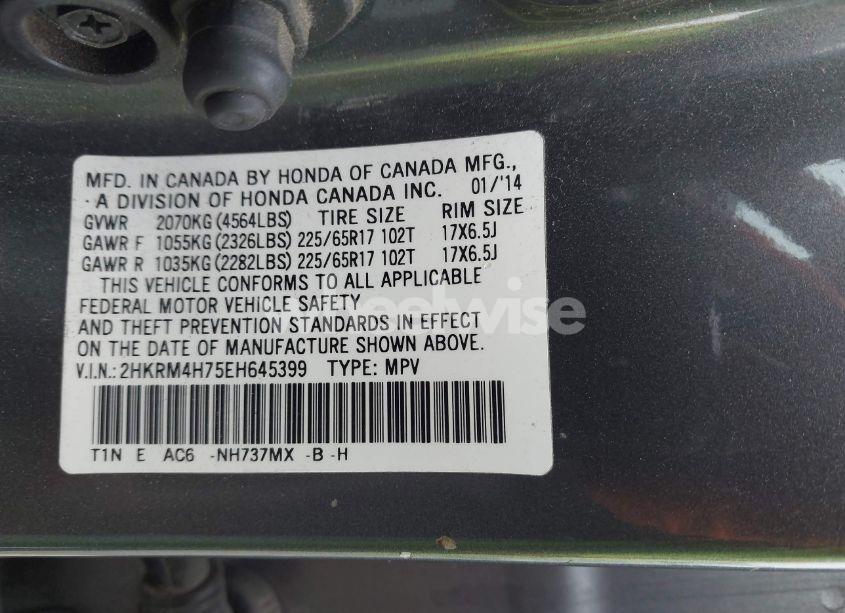 MFD. IN CANADA BY HONDA OF CANADA MFG.,
A DIVISION OF HONDA CANADA INC. 01/'14
GVWR 2070KG (4564LBS) TIRE SIZE RIM SIZE
GAWR F 1055KG (2326LBS) 225/65R17 102T 17X6.5J
GAWR R 1035KG (2282LBS) 225/65R17 102T 17X6.5J
THIS VEHICLE CONFORMS TO ALL APPLICABLE
FEDERAL MOTOR VEHICLE SAFETY
AND THEFT PREVENTION STANDARDS IN EFFECT
ON THE DATE OF MANUFACTURE SHOWN ABOVE.
V.I.N.: 2HKRM4H75EH645399 TYPE: MPV
T1N E AC6 -NH737MX -B -H